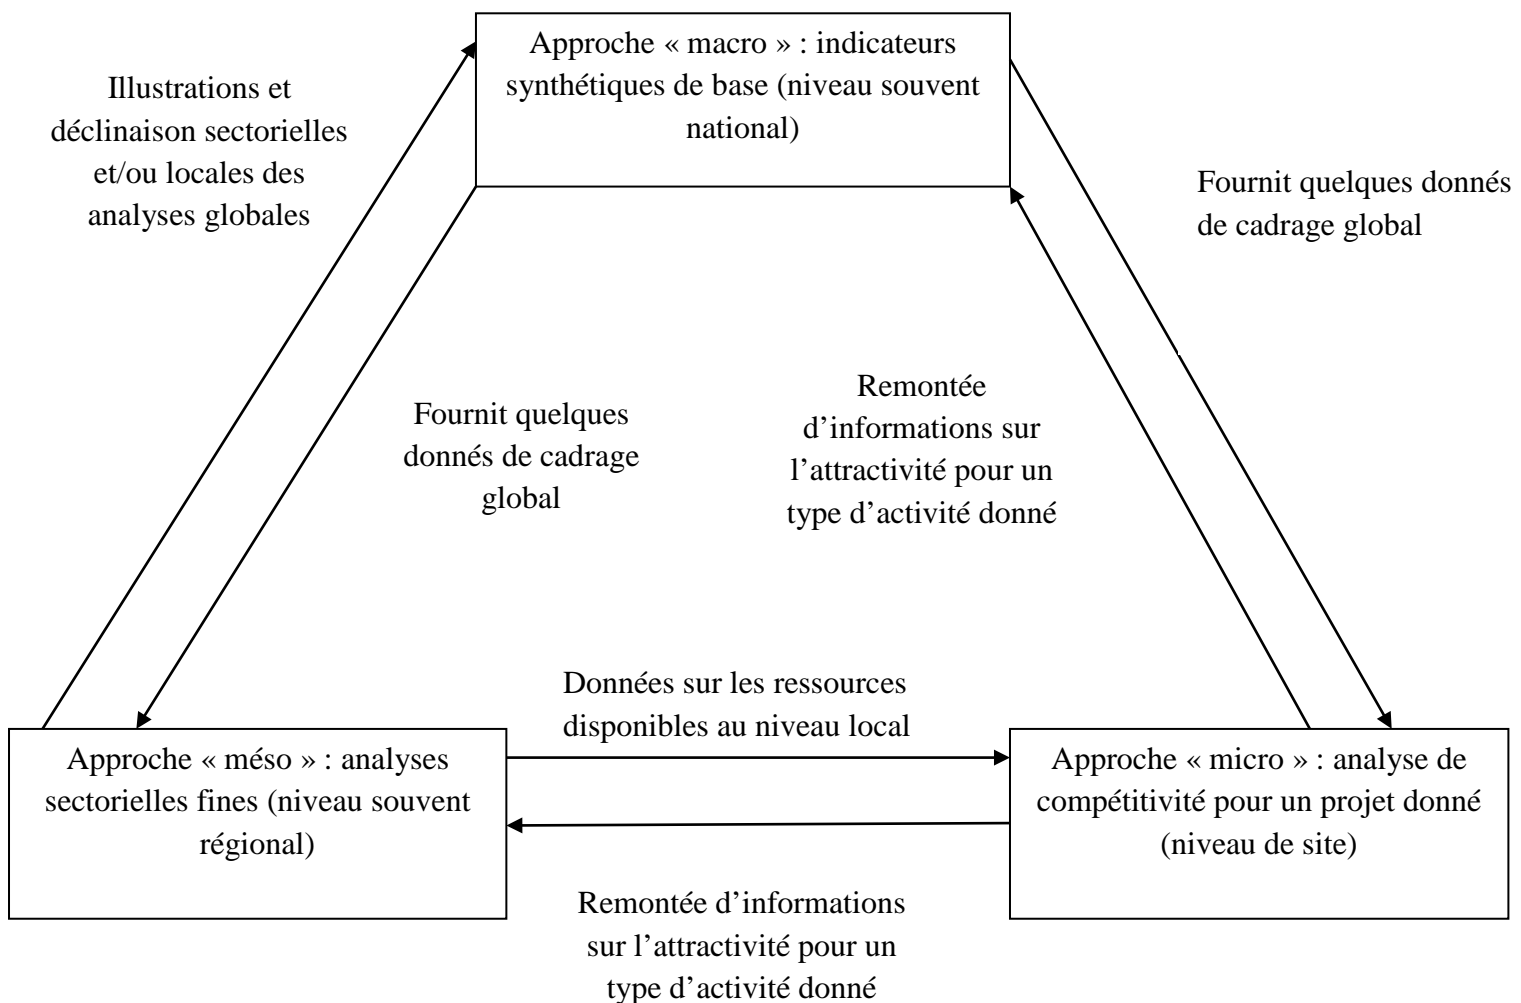 Approche « macro » : indicateurs
synthétiques de base (niveau souvent
national)
Illustrations et
déclinaison sectorielles
et/ou locales des
analyses globales
Fournit quelques donnés
de cadrage global
Fournit quelques
donnés de cadrage
global
Remontée
d’informations sur
l’attractivité pour un
type d’activité donné
Données sur les ressources
disponibles au niveau local
Approche « méso » : analyses
sectorielles fines (niveau souvent
régional)
Approche « micro » : analyse de
compétitivité pour un projet donné
(niveau de site)
Remontée d’informations
sur l’attractivité pour un
type d’activité donné